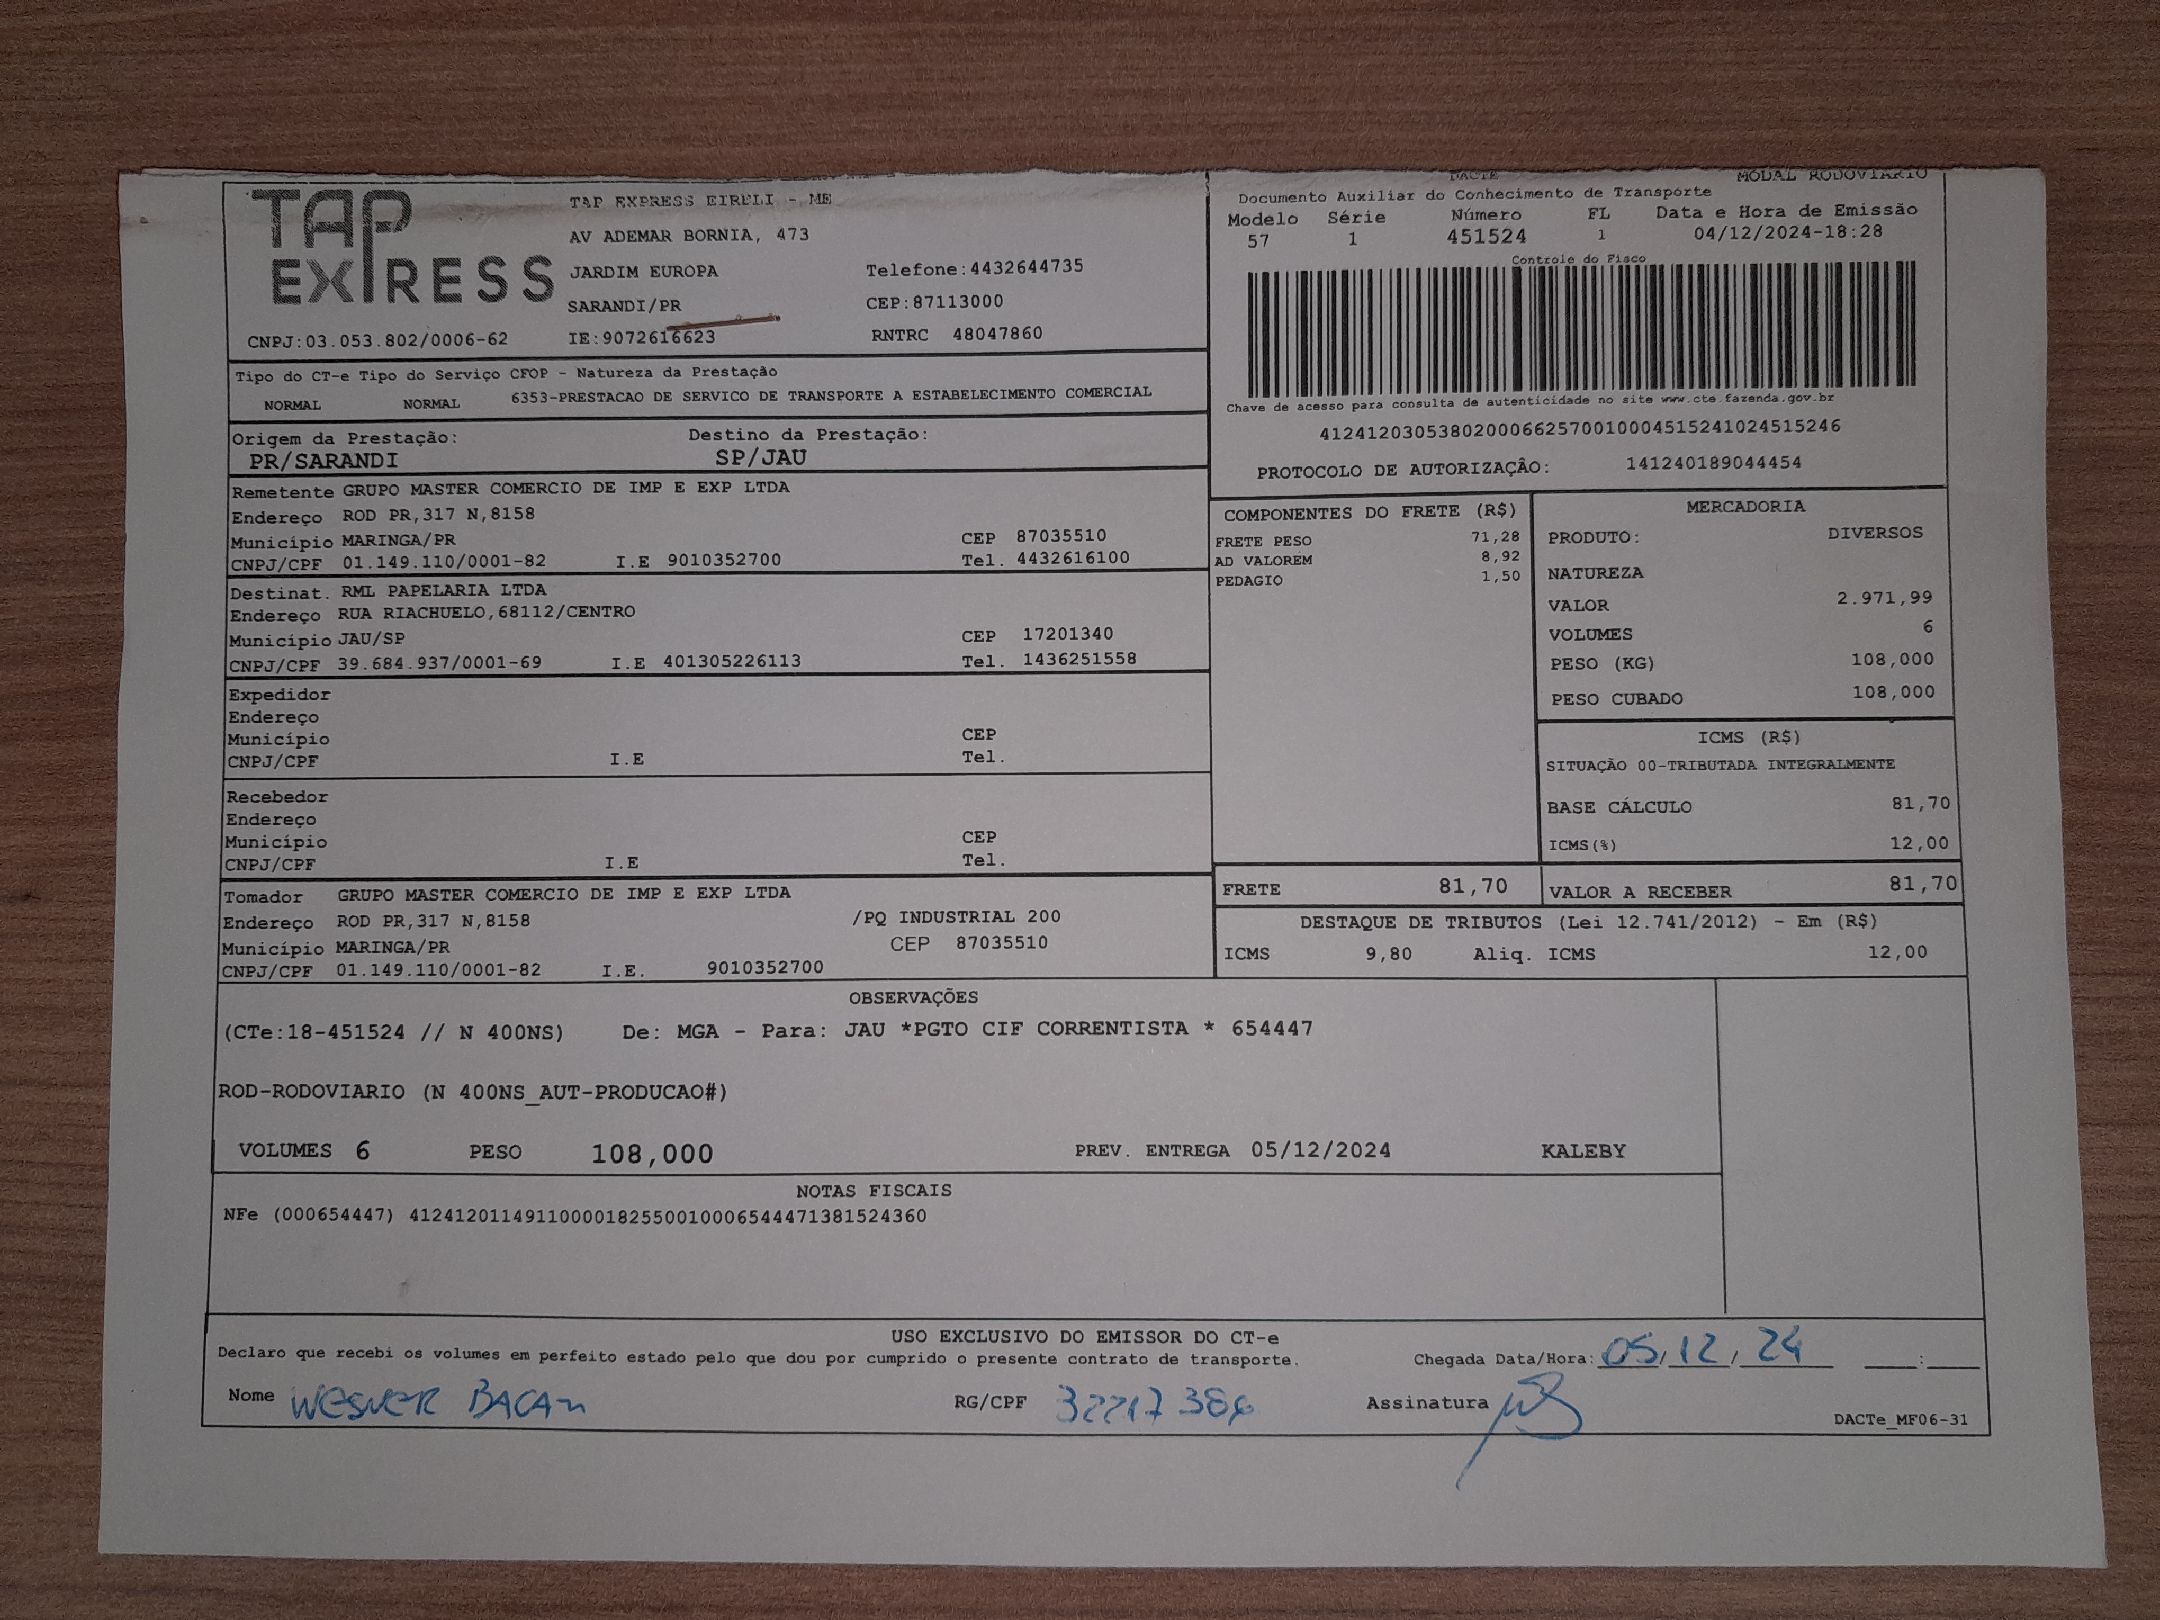 TAP EXPRESS
TAP EXPRESS EIRELI - ME
AV ADEMAR BORNIA, 473
JARDIM EUROPA Telefone:4432644735
SARANDI/PR CEP:87113000
CNPJ:03.053.802/0006-62 IE:9072616623 RNTRC 48047860
DACTE MODAL RODOVIARIO
Documento Auxiliar do Conhecimento de Transporte
Modelo Série Número FL Data e Hora de Emissão
57 1 451524 1 04/12/2024-18:28
Controle do Fisco
Chave de acesso para consulta de autenticidade no site www.cte.fazenda.gov.br
41241203053802000662570010004515241024515246
PROTOCOLO DE AUTORIZAÇÃO: 141240189044454
Tipo do CT-e Tipo do Serviço CFOP - Natureza da Prestação
NORMAL NORMAL 6353-PRESTACAO DE SERVICO DE TRANSPORTE A ESTABELECIMENTO COMERCIAL
Origem da Prestação: Destino da Prestação:
PR/SARANDI SP/JAU
Remetente GRUPO MASTER COMERCIO DE IMP E EXP LTDA
Endereço ROD PR,317 N,8158
Município MARINGA/PR CEP 87035510
CNPJ/CPF 01.149.110/0001-82 I.E 9010352700 Tel. 4432616100
Destinat. RML PAPELARIA LTDA
Endereço RUA RIACHUELO,68112/CENTRO
Município JAU/SP CEP 17201340
CNPJ/CPF 39.684.937/0001-69 I.E 401305226113 Tel. 1436251558
Expedidor
Endereço
Município CEP
CNPJ/CPF I.E Tel.
Recebedor
Endereço
Município CEP
CNPJ/CPF I.E Tel.
Tomador GRUPO MASTER COMERCIO DE IMP E EXP LTDA
Endereço ROD PR,317 N,8158 /PQ INDUSTRIAL 200
Município MARINGA/PR CEP 87035510
CNPJ/CPF 01.149.110/0001-82 I.E. 9010352700
COMPONENTES DO FRETE (R$)
FRETE PESO 71,28
AD VALOREM 8,92
PEDAGIO 1,50
MERCADORIA
PRODUTO: DIVERSOS
NATUREZA
VALOR 2.971,99
VOLUMES 6
PESO (KG) 108,000
PESO CUBADO 108,000
ICMS (R$)
SITUAÇÃO 00-TRIBUTADA INTEGRALMENTE
BASE CÁLCULO 81,70
ICMS(%) 12,00
FRETE 81,70 VALOR A RECEBER 81,70
DESTAQUE DE TRIBUTOS (Lei 12.741/2012) - Em (R$)
ICMS 9,80 Aliq. ICMS 12,00
OBSERVAÇÕES
(CTe:18-451524 // N 400NS) De: MGA - Para: JAU *PGTO CIF CORRENTISTA * 654447
ROD-RODOVIARIO (N 400NS_AUT-PRODUCAO#)
VOLUMES 6 PESO 108,000 PREV. ENTREGA 05/12/2024 KALEBY
NOTAS FISCAIS
NFe (000654447) 41241201149110000182550010006544471381524360
USO EXCLUSIVO DO EMISSOR DO CT-e
Declaro que recebi os volumes em perfeito estado pelo que dou por cumprido o presente contrato de transporte. Chegada Data/Hora: 05/12/24 ___:___
Nome WESNER BACAN RG/CPF 32217386 Assinatura
DACTe_MF06-31